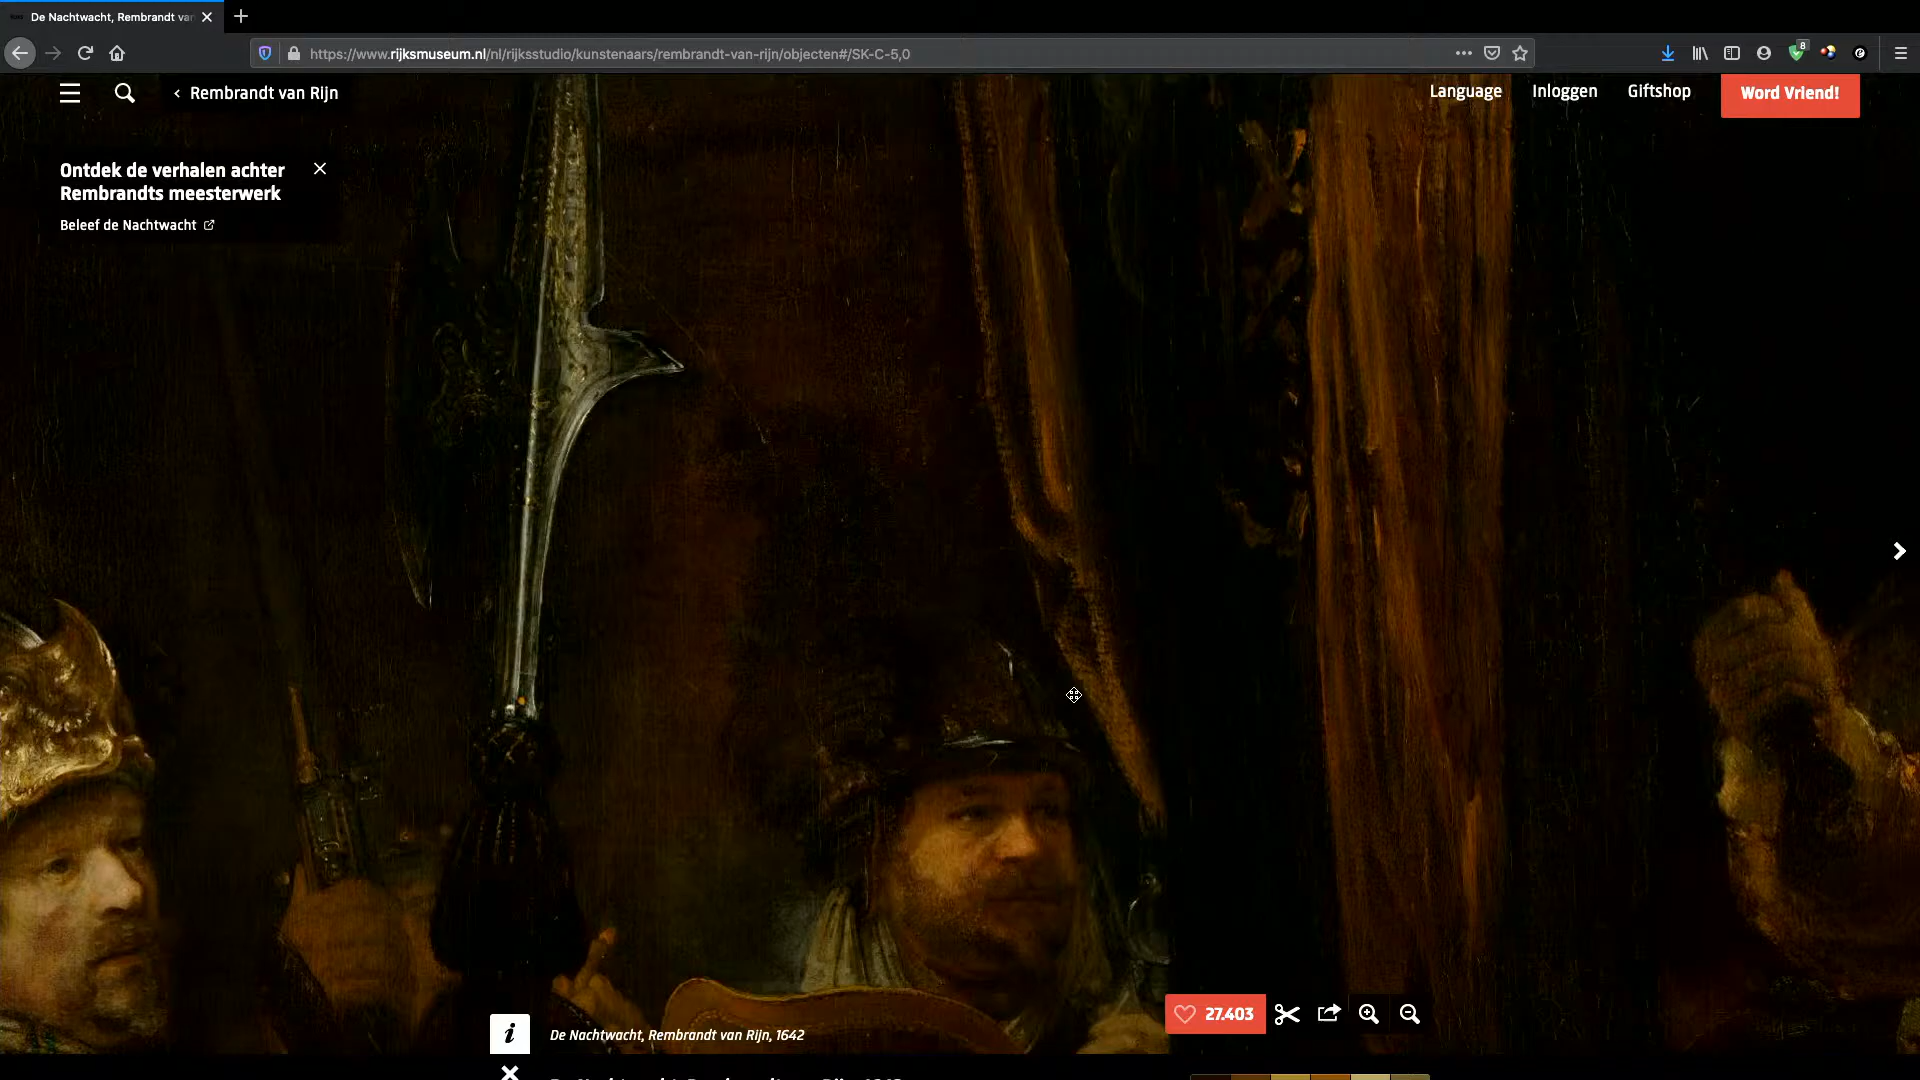 De Nachtwacht, Rembrandt van
https://www.rijksmuseum.nl/nl/rijksstudio/kunstenaars/rembrandt-van-rijn/objecten#/SK-C-5,0
8
Rembrandt van Rijn
Language
Inloggen
Giftshop
Word Vriend!
Ontdek de verhalen achter
Rembrandts meesterwerk
Beleef de Nachtwacht
27.403
i
De Nachtwacht, Rembrandt van Rijn, 1642